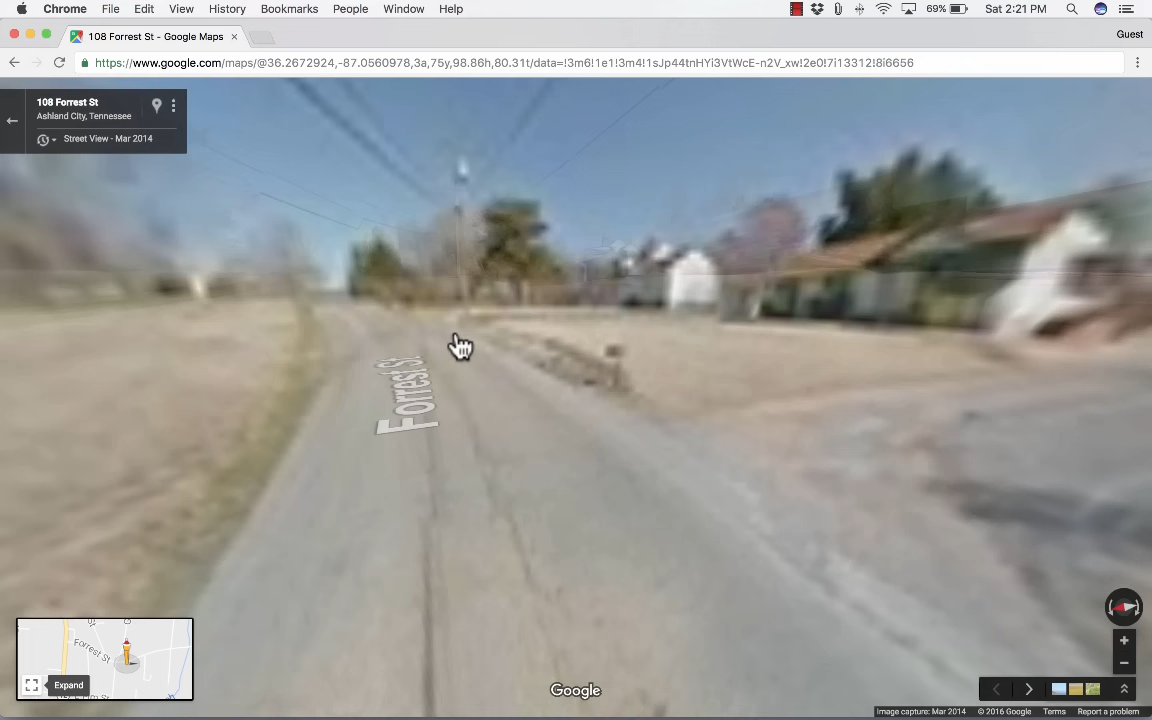 Chrome File Edit View History Bookmarks People Window Help 69% Sat 2:21 PM
108 Forrest St - Google Maps × Guest
https://www.google.com/maps/@36.2672924,-87.0560978,3a,75y,98.86h,80.31t/data=!3m6!1e1!3m4!1sJp44tnHYi3VtWcE-n2V_xw!2e0!7i13312!8i6656
108 Forrest St
Ashland City, Tennessee
Street View - Mar 2014
Forrest St
Forrest St
Expand
Google
Image capture: Mar 2014 © 2016 Google Terms Report a problem